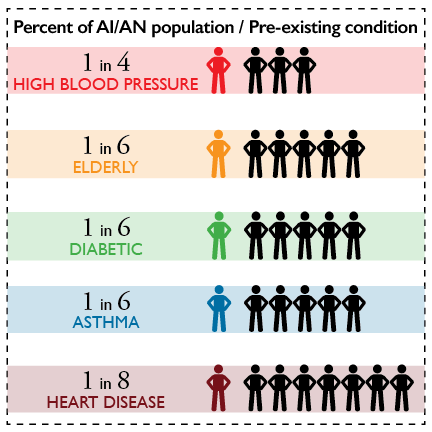 Percent of AI/AN population / Pre-existing condition
1 in 4
HIGH BLOOD PRESSURE
1 in 6
ELDERLY
1 in 6
DIABETIC
1 in 6
ASTHMA
1 in 8
HEART DISEASE